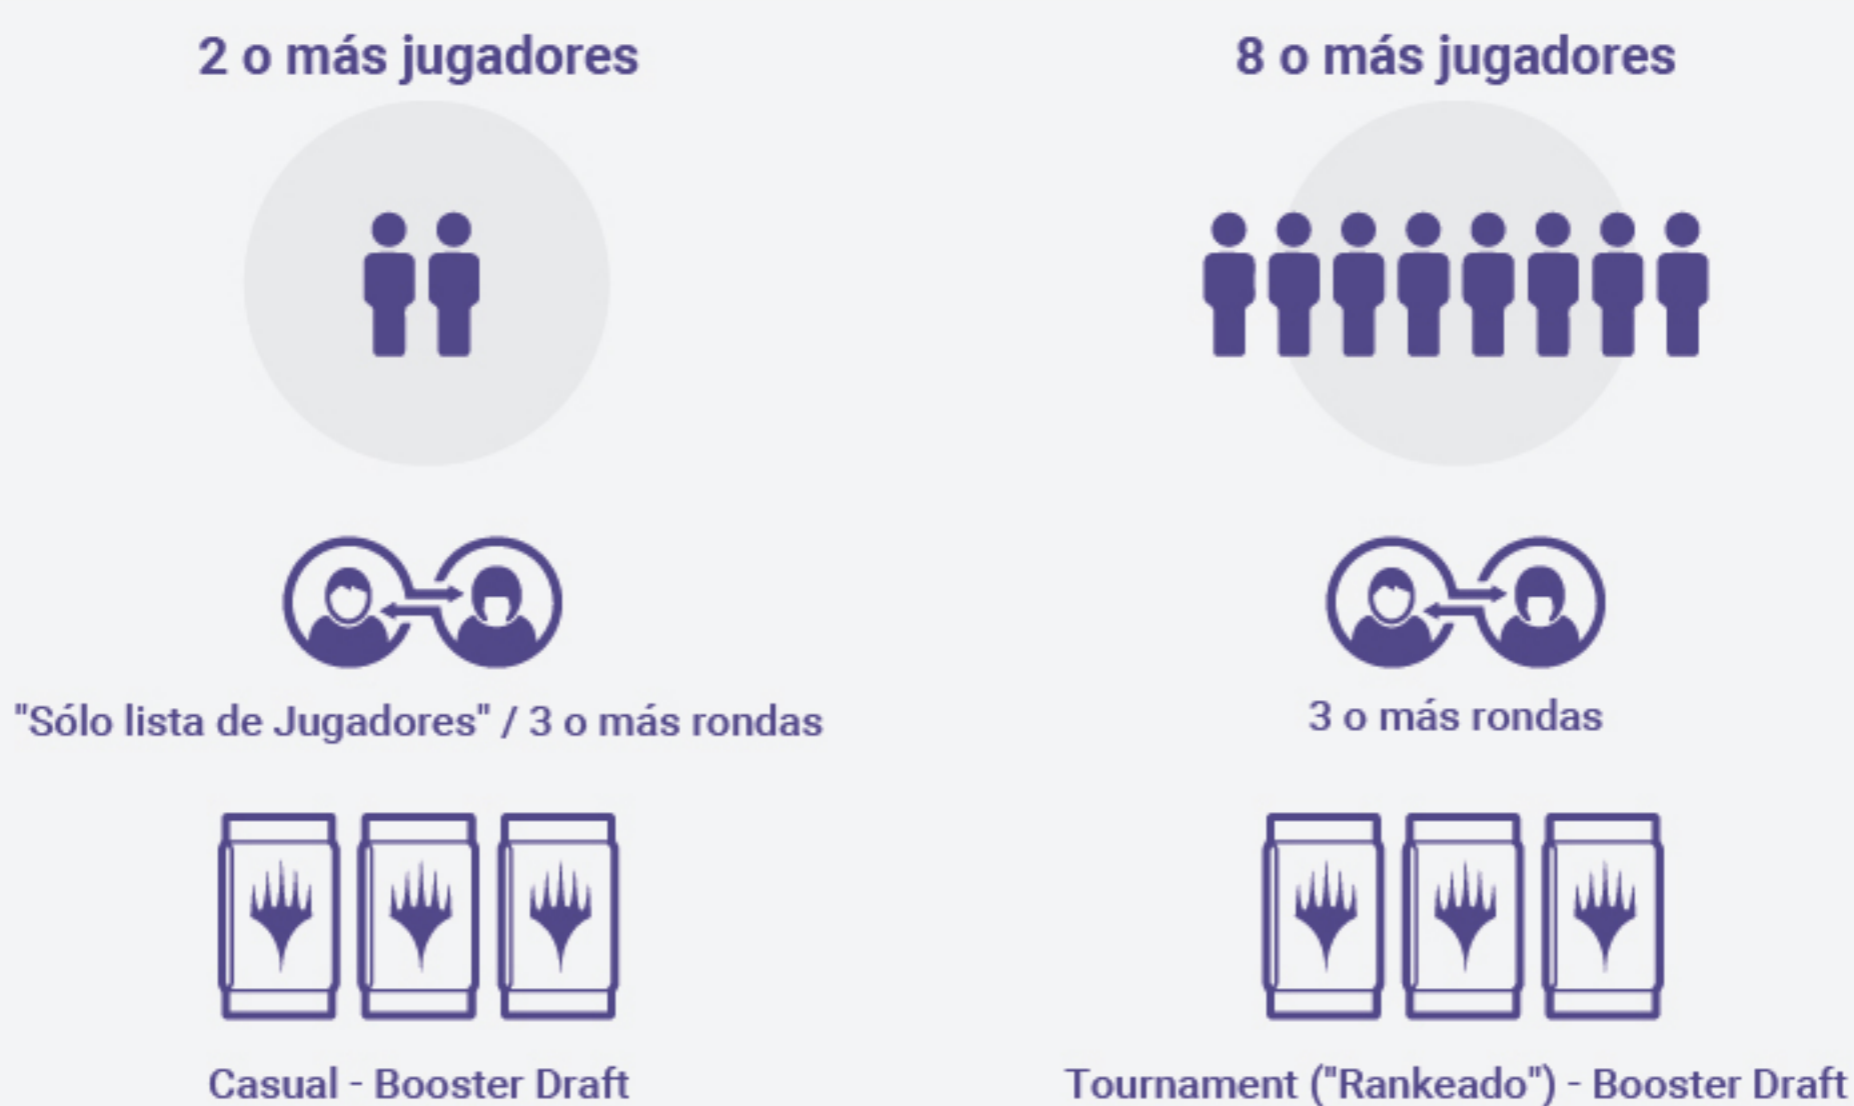 2 o más jugadores
8 o más jugadores
"Sólo lista de Jugadores" / 3 o más rondas
3 o más rondas
Casual - Booster Draft
Tournament ("Rankeado") - Booster Draft